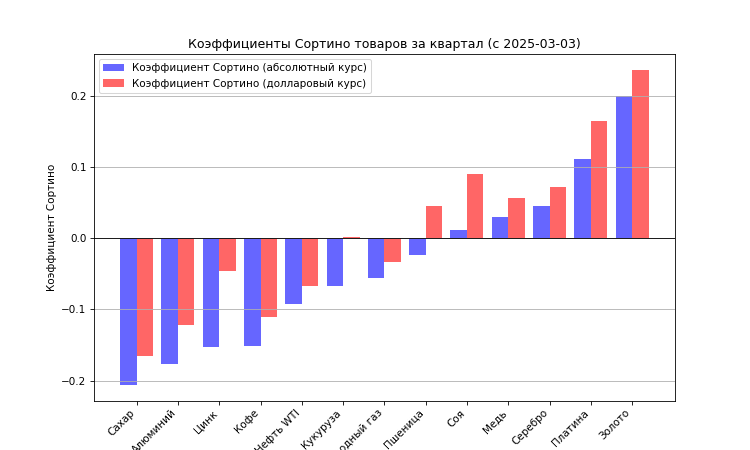 Коэффициенты Сортино товаров за квартал (с 2025-03-03)
Коэффициент Сортино (абсолютный курс)
Коэффициент Сортино (долларовый курс)
Коэффициент Сортино
0.2
0.1
0.0
−0.1
−0.2
Сахар
Алюминий
Цинк
Кофе
Нефть WTI
Кукуруза
газ
Пшеница
Соя
Медь
Серебро
Платина
Золото